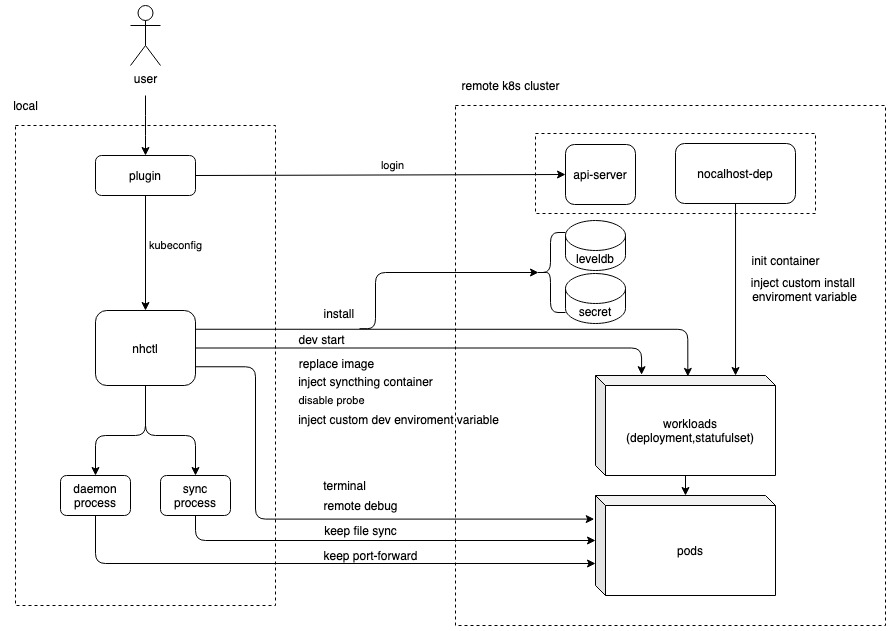 user
remote k8s cluster
local
plugin
login
api-server
nocalhost-dep
kubeconfig
leveldb
init container
inject custom install
enviroment variable
secret
install
nhctl
dev start
replace image
inject syncthing container
disable probe
inject custom dev enviroment variable
workloads
(deployment,statufulset)
daemon
process
sync
process
terminal
remote debug
keep file sync
keep port-forward
pods